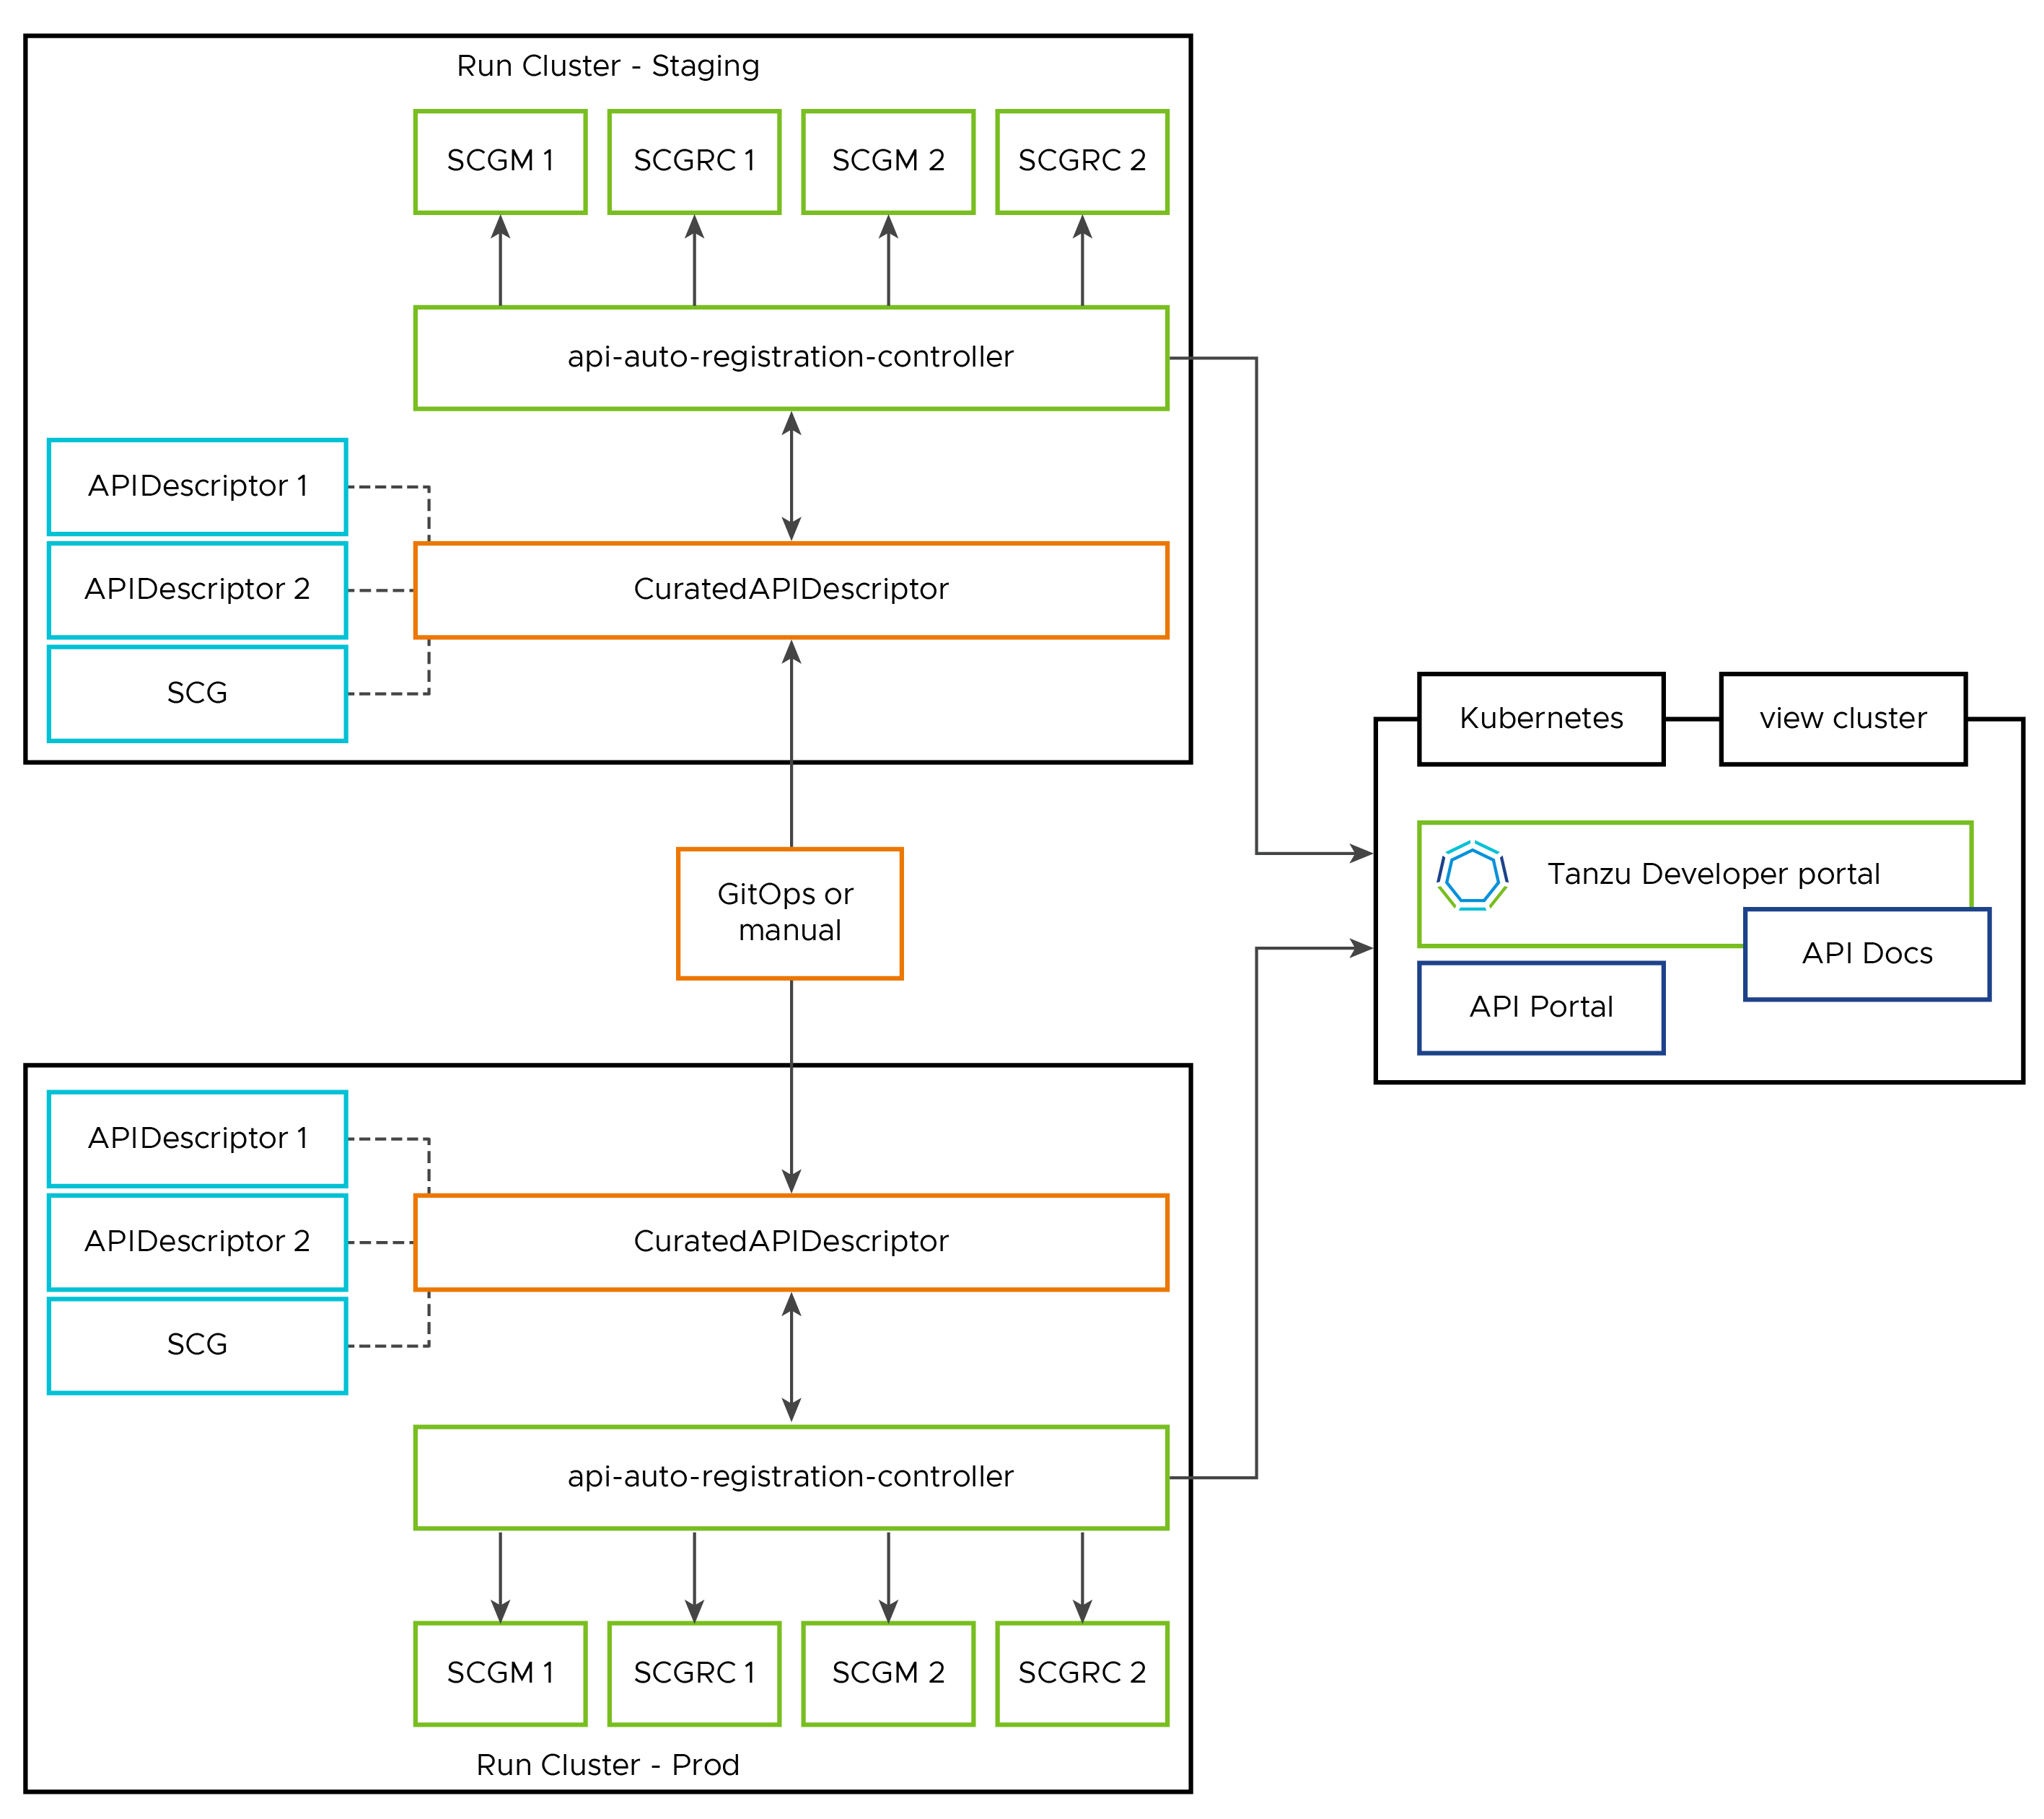 Run Cluster - Staging
SCGM 1
SCGRC 1
SCGM 2
SCGRC 2
api-auto-registration-controller
APIDescriptor 1
APIDescriptor 2
CuratedAPIDescriptor
SCG
Kubernetes
view cluster
Tanzu Developer portal
API Docs
API Portal
GitOps or
manual
APIDescriptor 1
APIDescriptor 2
CuratedAPIDescriptor
SCG
api-auto-registration-controller
SCGM 1
SCGRC 1
SCGM 2
SCGRC 2
Run Cluster - Prod